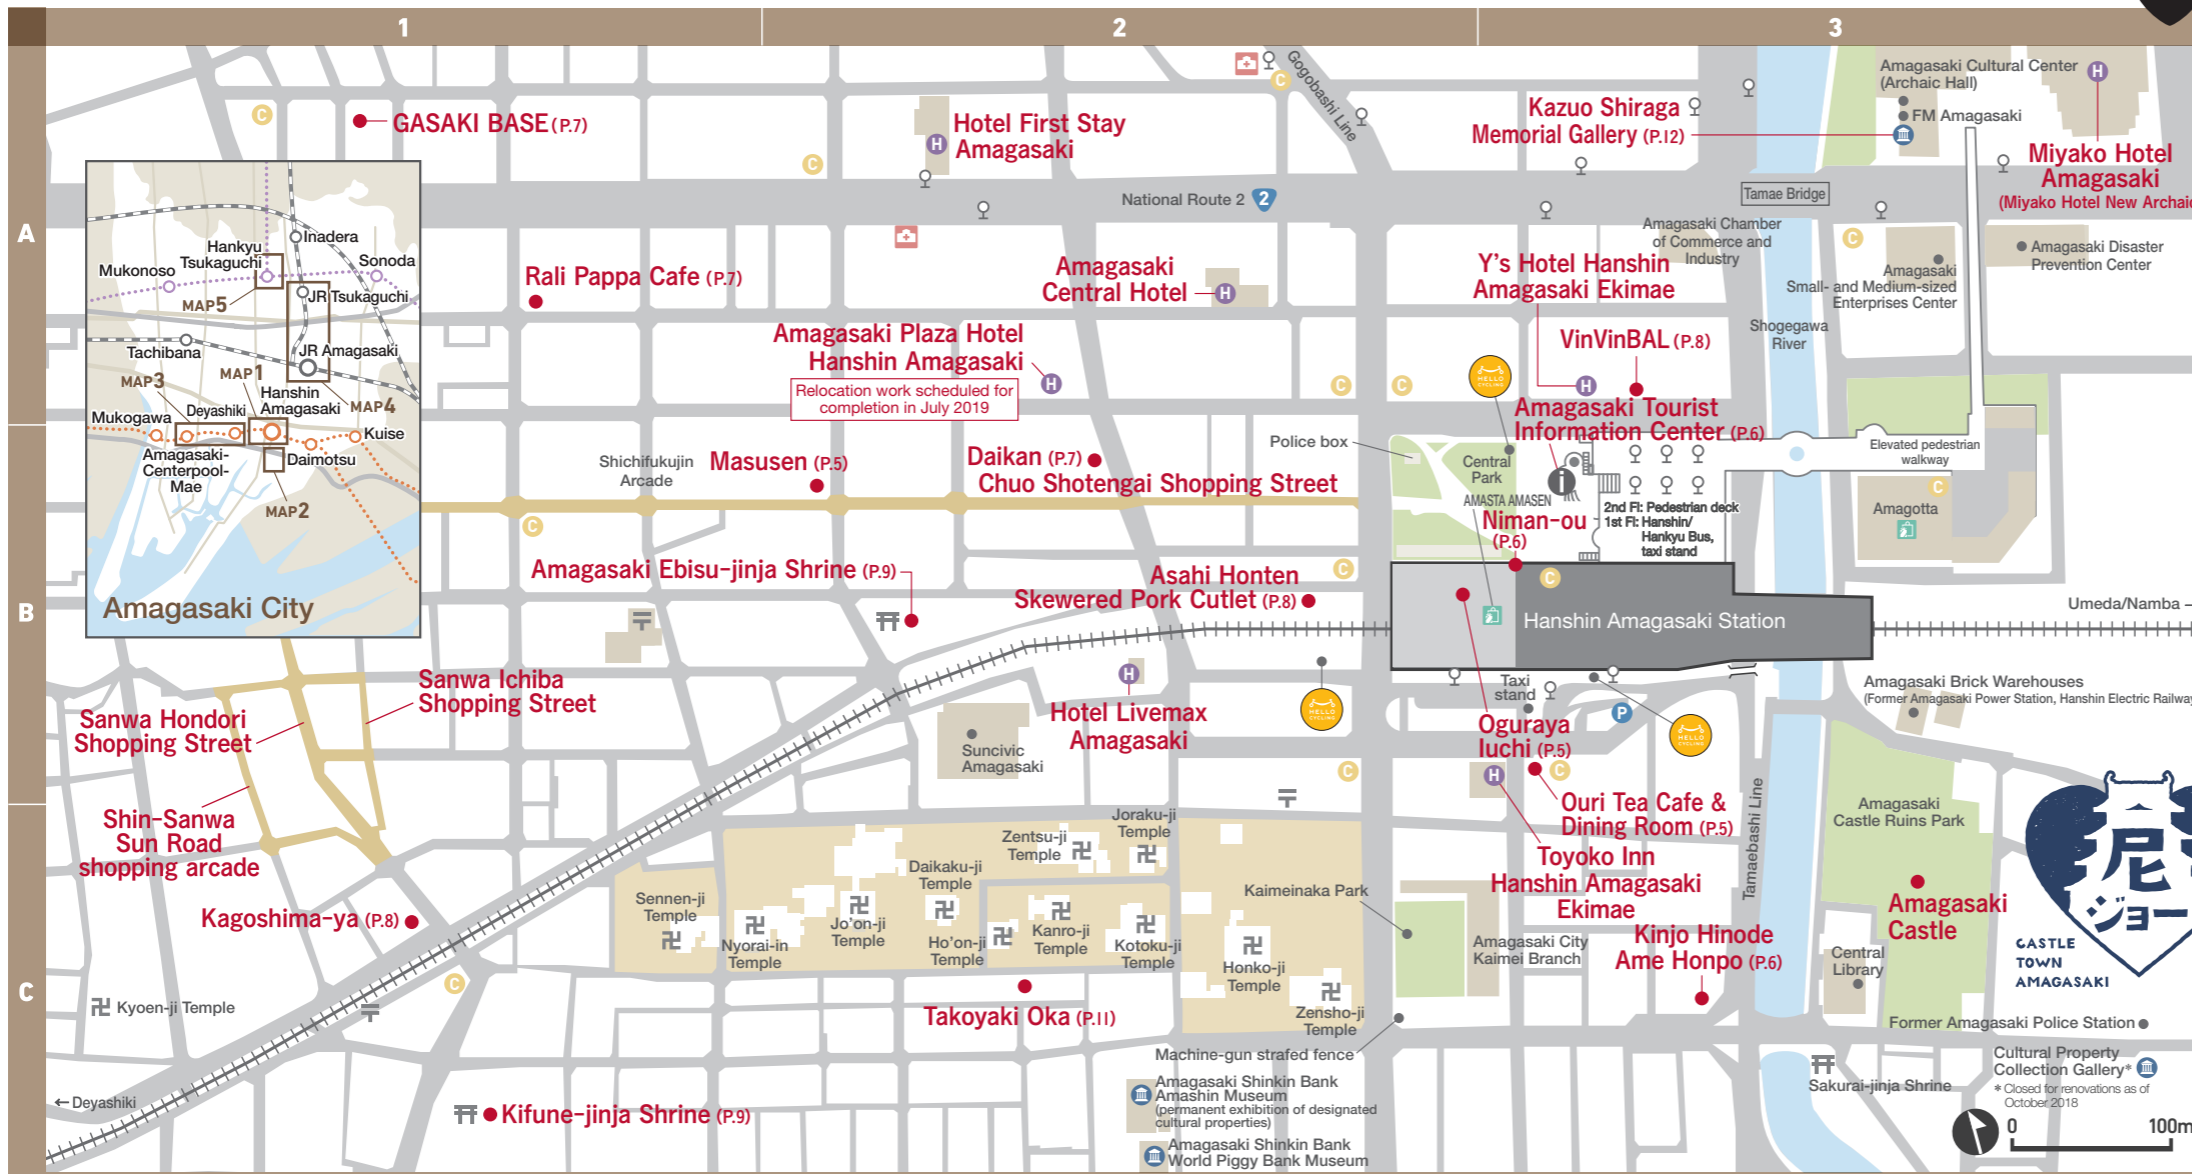 1
2
3
A
B
C
GASAKI BASE (P.7)
Hotel First Stay
Amagasaki
Gogobashi Line
Kazuo Shiraga
Memorial Gallery (P.12)
Amagasaki Cultural Center
(Archaic Hall)
FM Amagasaki
Miyako Hotel
Amagasaki
(Miyako Hotel New Archaic
National Route 2
2
Tamae Bridge
Amagasaki Chamber
of Commerce and
Industry
Amagasaki Disaster
Prevention Center
Amagasaki
Small- and Medium-sized
Enterprises Center
Shogegawa
River
Rali Pappa Cafe (P.7)
Amagasaki
Central Hotel
Y's Hotel Hanshin
Amagasaki Ekimae
VinVinBAL (P.8)
Amagasaki Plaza Hotel
Hanshin Amagasaki
Relocation work scheduled for
completion in July 2019
HELLO
CYCLING
Amagasaki Tourist
Information Center (P.6)
Police box
Central
Park
AMASTA AMASEN
Niman-ou
(P.6)
2nd Fl: Pedestrian deck
1st Fl: Hanshin/
Hankyu Bus,
taxi stand
Elevated pedestrian
walkway
Amagotta
Shichifukujin
Arcade
Masusen (P.5)
Daikan (P.7)
Chuo Shotengai Shopping Street
Amagasaki Ebisu-jinja Shrine (P.9)
Asahi Honten
Skewered Pork Cutlet (P.8)
Hanshin Amagasaki Station
Umeda/Namba
Inadera
Hankyu
Tsukaguchi
Sonoda
Mukonoso
MAP5
JR Tsukaguchi
Tachibana
JR Amagasaki
MAP3
MAP1
Hanshin
Amagasaki
MAP4
Deyashiki
Mukogawa
Kuise
Amagasaki-
Centerpool-
Mae
Daimotsu
MAP2
Amagasaki City
Sanwa Ichiba
Shopping Street
Sanwa Hondori
Shopping Street
Shin-Sanwa
Sun Road
shopping arcade
Kagoshima-ya (P.8)
Kyoen-ji Temple
← Deyashiki
Kifune-jinja Shrine (P.9)
Suncivic
Amagasaki
Hotel Livemax
Amagasaki
HELLO
CYCLING
Taxi
stand
P
HELLO
CYCLING
Oguraya
Iuchi (P.5)
Ouri Tea Cafe &
Dining Room (P.5)
Toyoko Inn
Hanshin Amagasaki
Ekimae
Amagasaki Brick Warehouses
(Former Amagasaki Power Station, Hanshin Electric Railway
Tamaebashi Line
Amagasaki
Castle Ruins Park
Amagasaki
Castle
Central
Library
尼
ジョー
CASTLE
TOWN
AMAGASAKI
Joraku-ji
Temple
Zentsu-ji
Temple
Daikaku-ji
Temple
Sennen-ji
Temple
Nyorai-in
Temple
Jo'on-ji
Temple
Ho'on-ji
Temple
Kanro-ji
Temple
Kotoku-ji
Temple
Honko-ji
Temple
Zensho-ji
Temple
Kaimeinaka Park
Amagasaki City
Kaimei Branch
Kinjo Hinode
Ame Honpo (P.6)
Takoyaki Oka (P.11)
Machine-gun strafed fence
Amagasaki Shinkin Bank
Amashin Museum
(permanent exhibition of designated
cultural properties)
Amagasaki Shinkin Bank
World Piggy Bank Museum
Former Amagasaki Police Station
Cultural Property
Collection Gallery*
* Closed for renovations as of
October 2018
Sakurai-jinja Shrine
0
100m